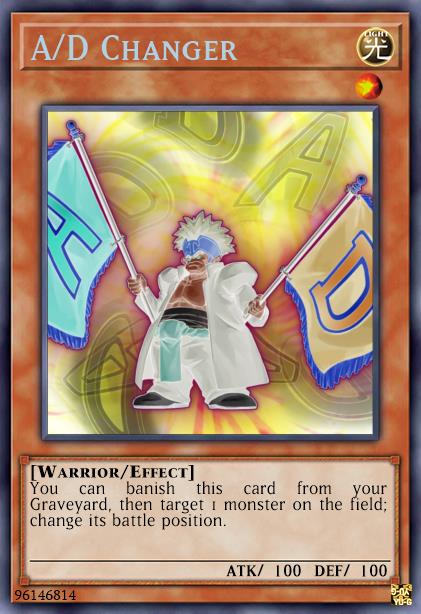 A/D Changer
LIGHT
光
A
D
A
D
[Warrior/Effect]
You can banish this card from your
Graveyard, then target 1 monster on the field;
change its battle position.
ATK/ 100 DEF/ 100
96146814